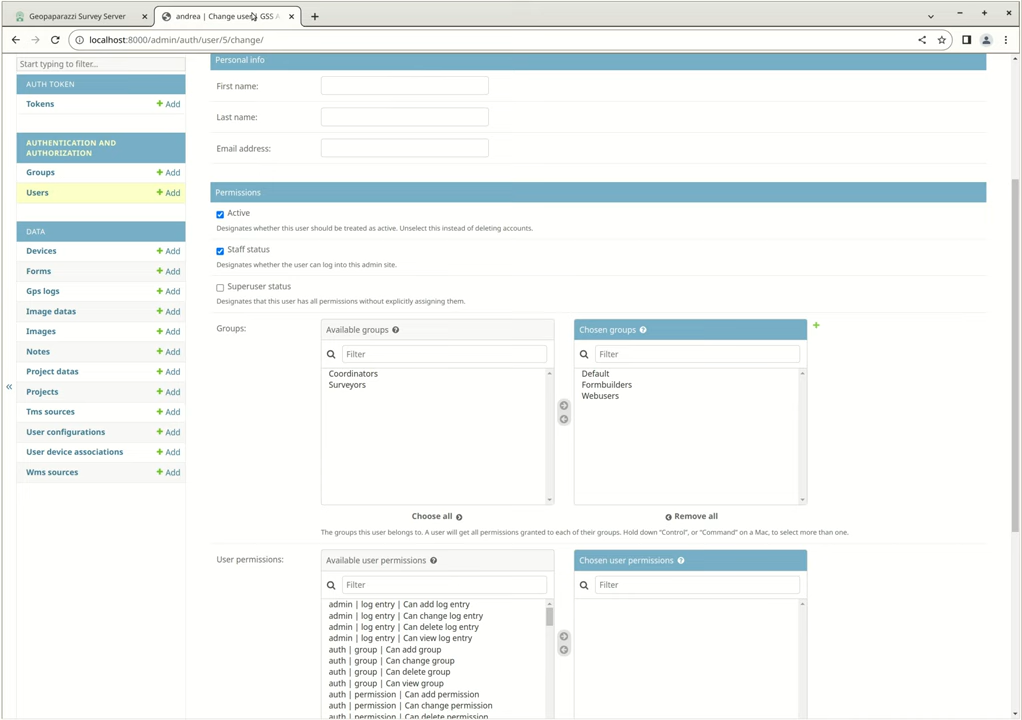 Geopaparazzi Survey Server
andrea | Change user | GSS A
localhost:8000/admin/auth/user/5/change/
Start typing to filter...
AUTH TOKEN
Tokens + Add
AUTHENTICATION AND
AUTHORIZATION
Groups + Add
Users + Add
DATA
Devices + Add
Forms + Add
Gps logs + Add
Image datas + Add
Images + Add
Notes + Add
Project datas + Add
Projects + Add
Tms sources + Add
User configurations + Add
User device associations + Add
Wms sources + Add
«
Personal info
First name:
Last name:
Email address:
Permissions
Active
Designates whether this user should be treated as active. Unselect this instead of deleting accounts.
Staff status
Designates whether the user can log into this admin site.
Superuser status
Designates that this user has all permissions without explicitly assigning them.
Groups:
Available groups ?
Filter
Coordinators
Surveyors
Choose all
Chosen groups ?
Filter
Default
Formbuilders
Webusers
Remove all
The groups this user belongs to. A user will get all permissions granted to each of their groups. Hold down “Control”, or “Command” on a Mac, to select more than one.
User permissions:
Available user permissions ?
Filter
admin | log entry | Can add log entry
admin | log entry | Can change log entry
admin | log entry | Can delete log entry
admin | log entry | Can view log entry
auth | group | Can add group
auth | group | Can change group
auth | group | Can delete group
auth | group | Can view group
auth | permission | Can add permission
auth | permission | Can change permission
auth | permission | Can delete permission
Chosen user permissions ?
Filter